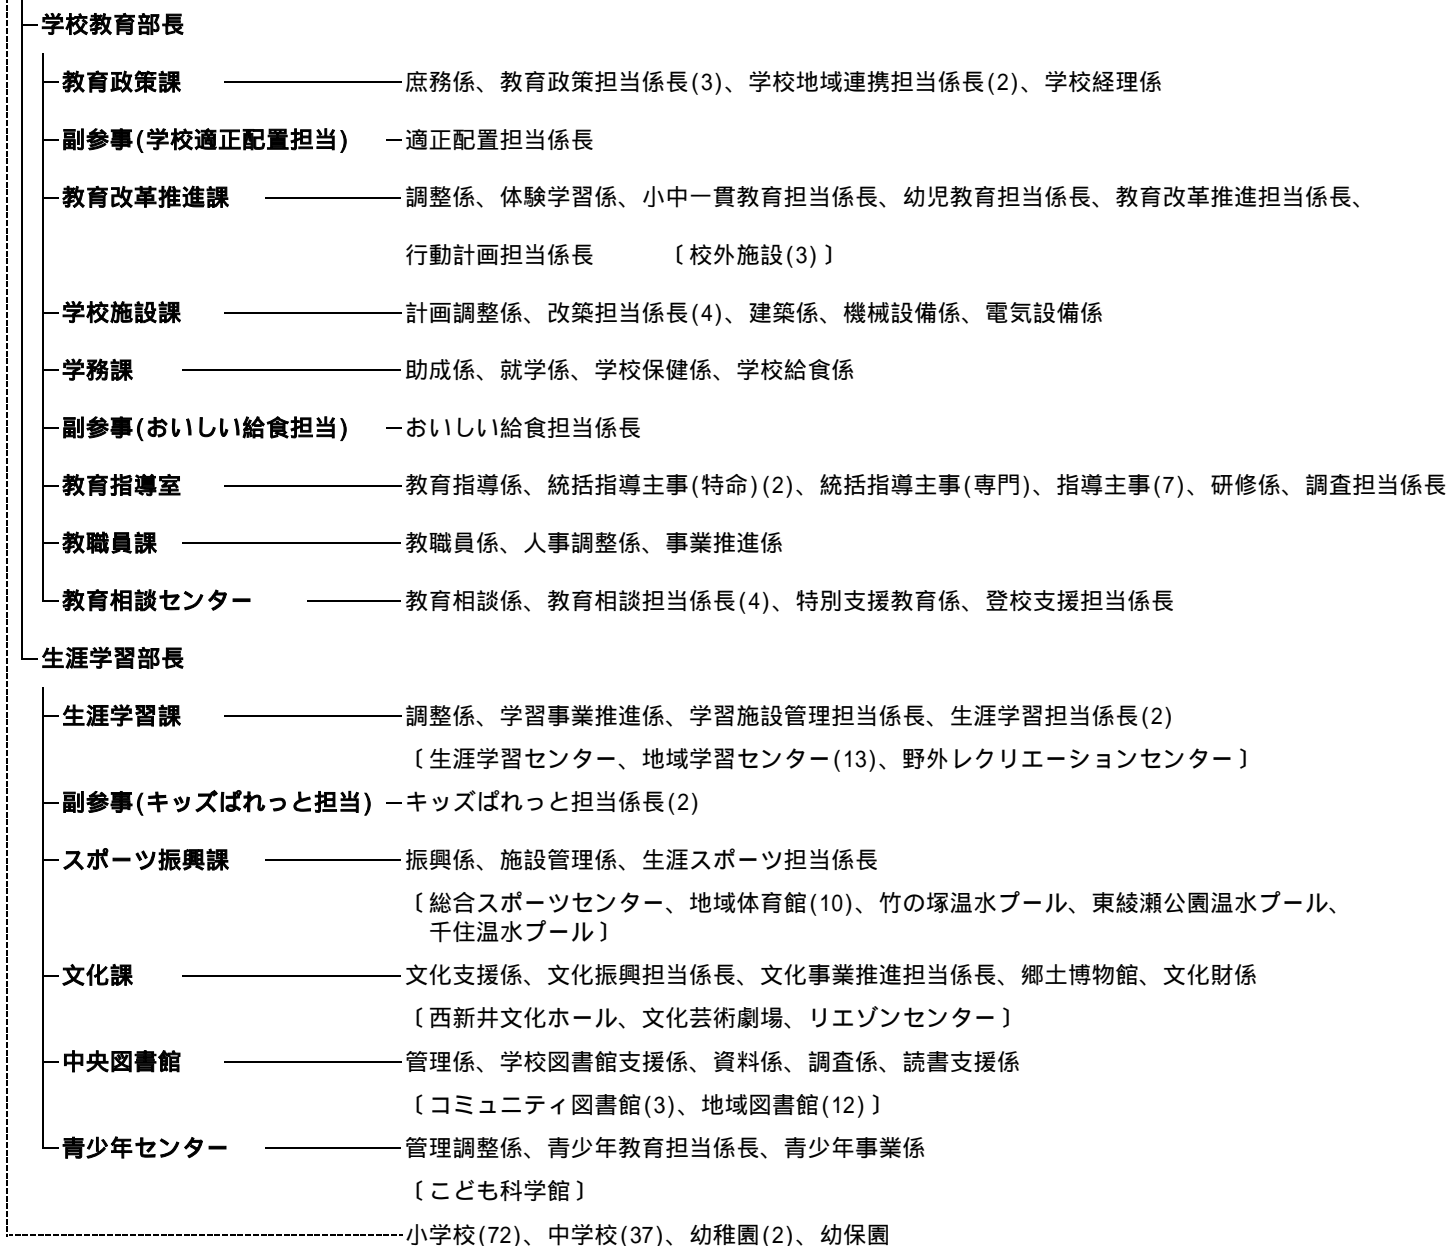 学校教育部長
教育政策課 庶務係、教育政策担当係長(3)、学校地域連携担当係長(2)、学校経理係
副参事(学校適正配置担当) 適正配置担当係長
教育改革推進課 調整係、体験学習係、小中一貫教育担当係長、幼児教育担当係長、教育改革推進担当係長、
行動計画担当係長 〔校外施設(3)〕
学校施設課 計画調整係、改築担当係長(4)、建築係、機械設備係、電気設備係
学務課 助成係、就学係、学校保健係、学校給食係
副参事(おいしい給食担当) おいしい給食担当係長
教育指導室 教育指導係、統括指導主事(特命)(2)、統括指導主事(専門)、指導主事(7)、研修係、調査担当係長
教職員課 教職員係、人事調整係、事業推進係
教育相談センター 教育相談係、教育相談担当係長(4)、特別支援教育係、登校支援担当係長
生涯学習部長
生涯学習課 調整係、学習事業推進係、学習施設管理担当係長、生涯学習担当係長(2)
〔生涯学習センター、地域学習センター(13)、野外レクリエーションセンター〕
副参事(キッズぱれっと担当) キッズぱれっと担当係長(2)
スポーツ振興課 振興係、施設管理係、生涯スポーツ担当係長
〔総合スポーツセンター、地域体育館(10)、竹の塚温水プール、東綾瀬公園温水プール、
千住温水プール〕
文化課 文化支援係、文化振興担当係長、文化事業推進担当係長、郷土博物館、文化財係
〔西新井文化ホール、文化芸術劇場、リエゾンセンター〕
中央図書館 管理係、学校図書館支援係、資料係、調査係、読書支援係
〔コミュニティ図書館(3)、地域図書館(12)〕
青少年センター 管理調整係、青少年教育担当係長、青少年事業係
〔こども科学館〕
小学校(72)、中学校(37)、幼稚園(2)、幼保園